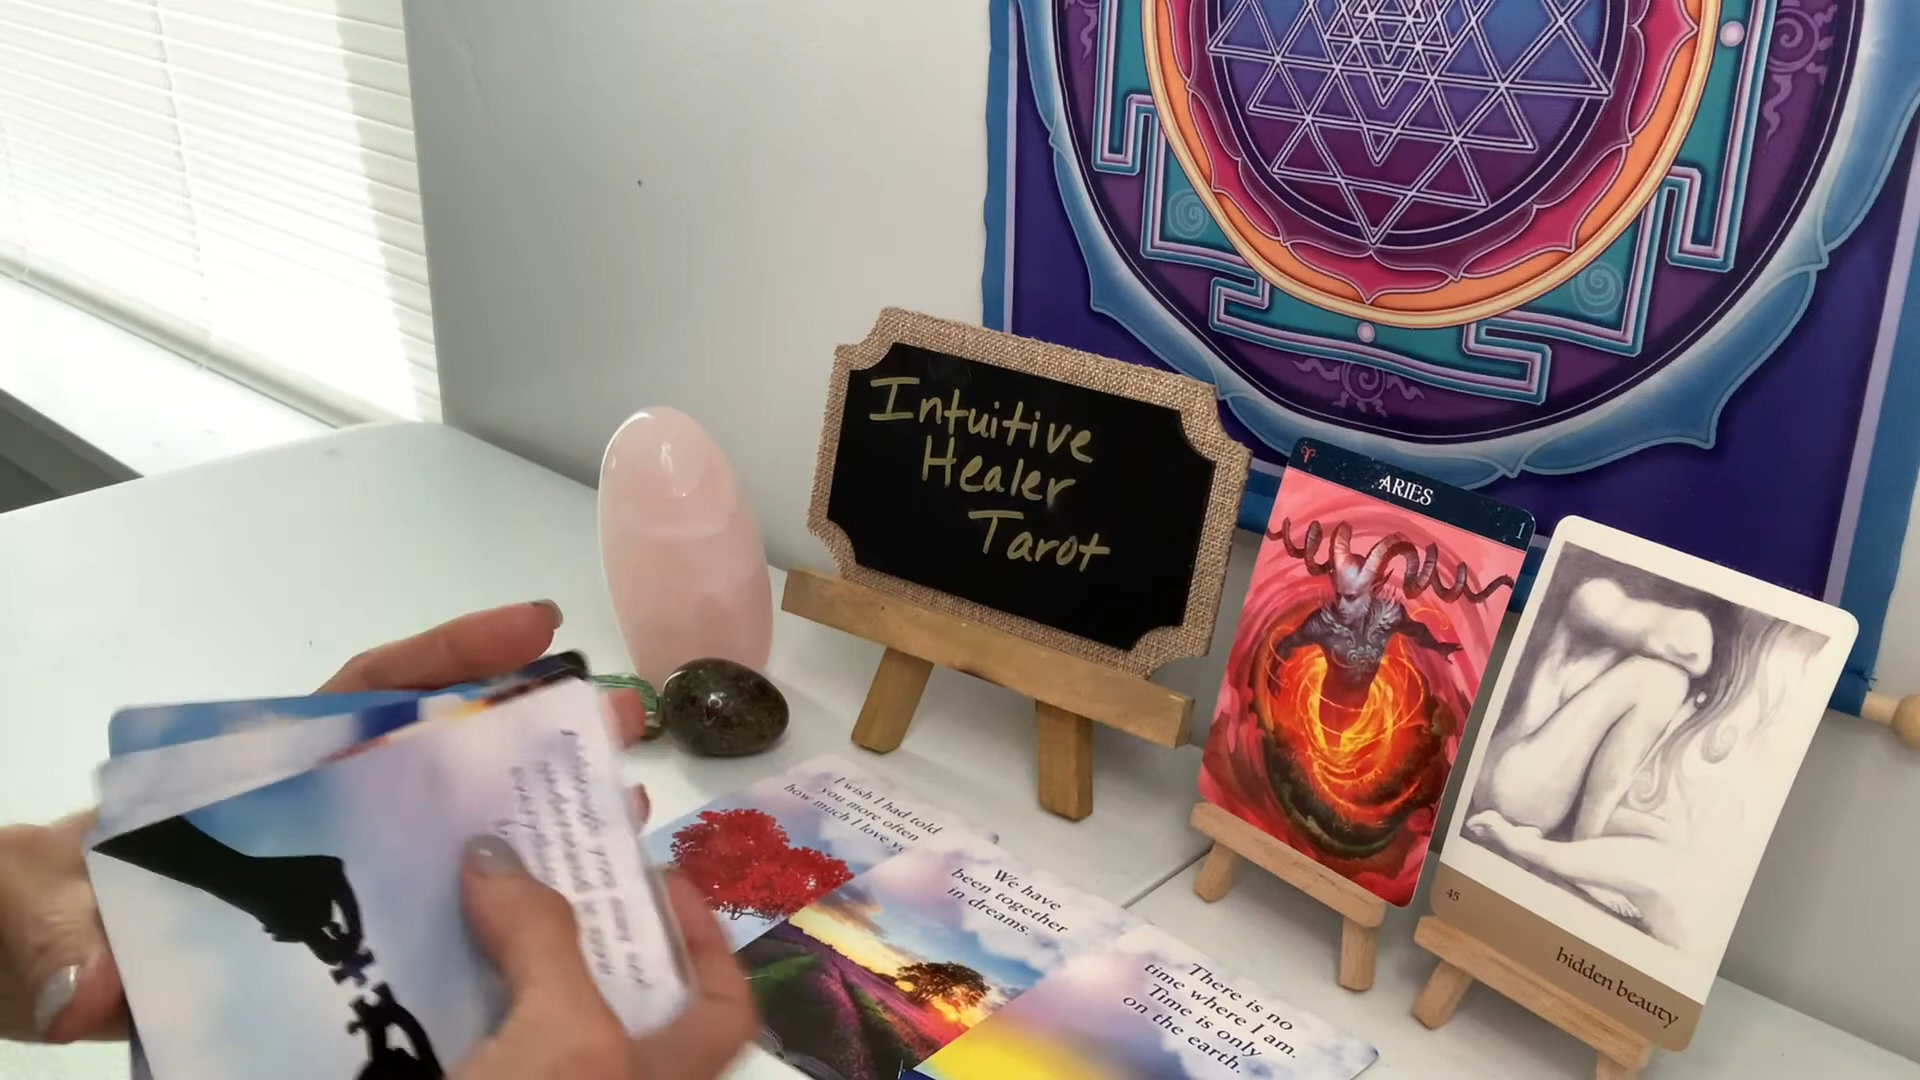 Intuitive
Healer
Tarot
ARIES
1
45
hidden beauty
I wish I had told
you more often
how much I love
We have
been together
in dreams.
There is no
time where I am.
Time is only
on the earth.